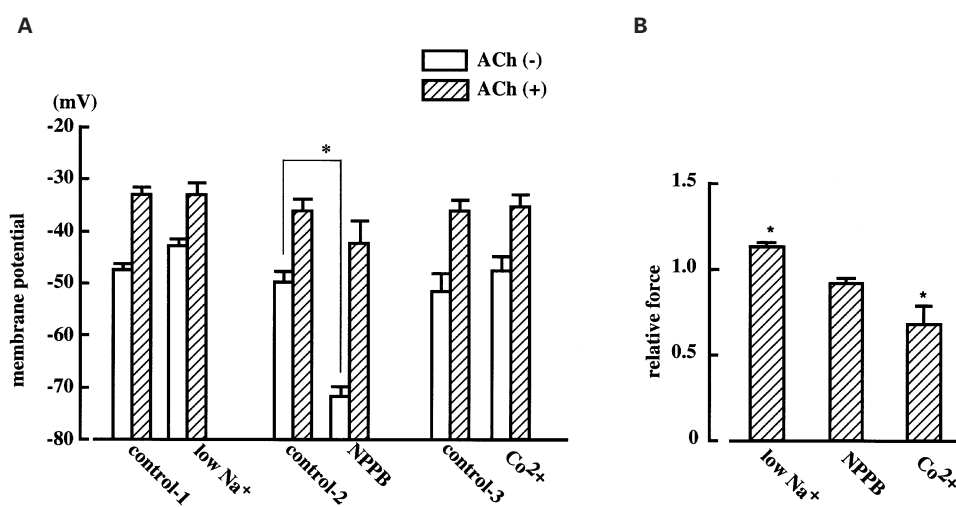 A
B
ACh (-)
ACh (+)
(mV)
-20
-30
-40
-50
-60
-70
-80
membrane potential
*
control-1
low Na+
control-2
NPPB
control-3
Co2+
1.5
1.0
0.5
0
relative force
*
*
low Na+
NPPB
Co2+